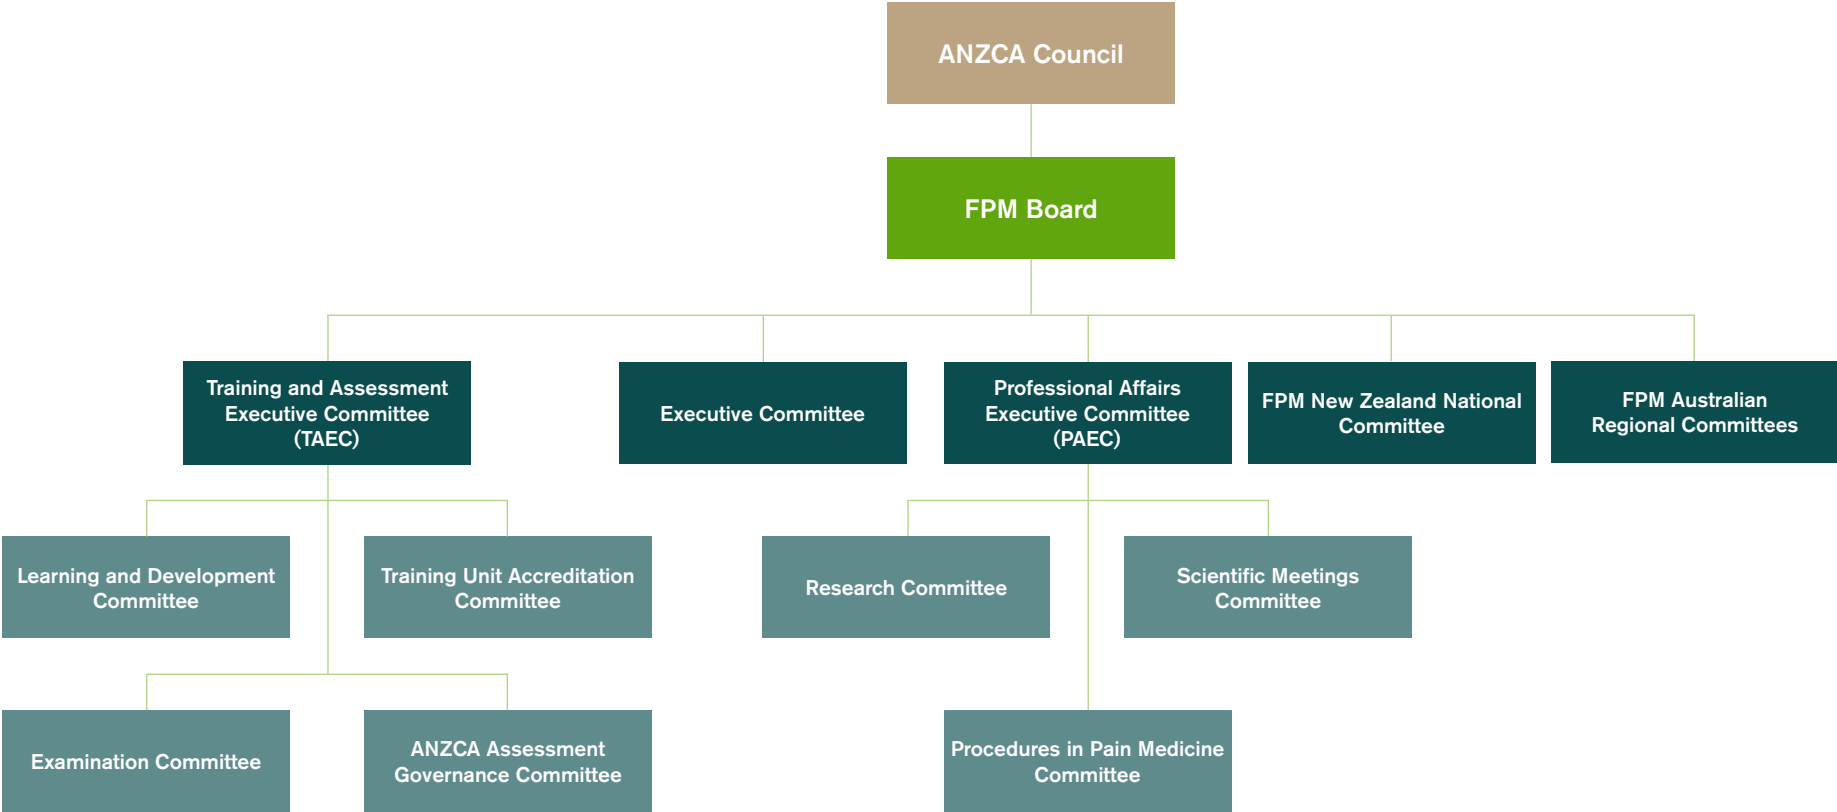 ANZCA Council
FPM Board
Training and Assessment
Executive Committee
(TAEC)
Executive Committee
Professional Affairs
Executive Committee
(PAEC)
FPM New Zealand National
Committee
FPM Australian
Regional Committees
Learning and Development
Committee
Training Unit Accreditation
Committee
Research Committee
Scientific Meetings
Committee
Examination Committee
ANZCA Assessment
Governance Committee
Procedures in Pain Medicine
Committee